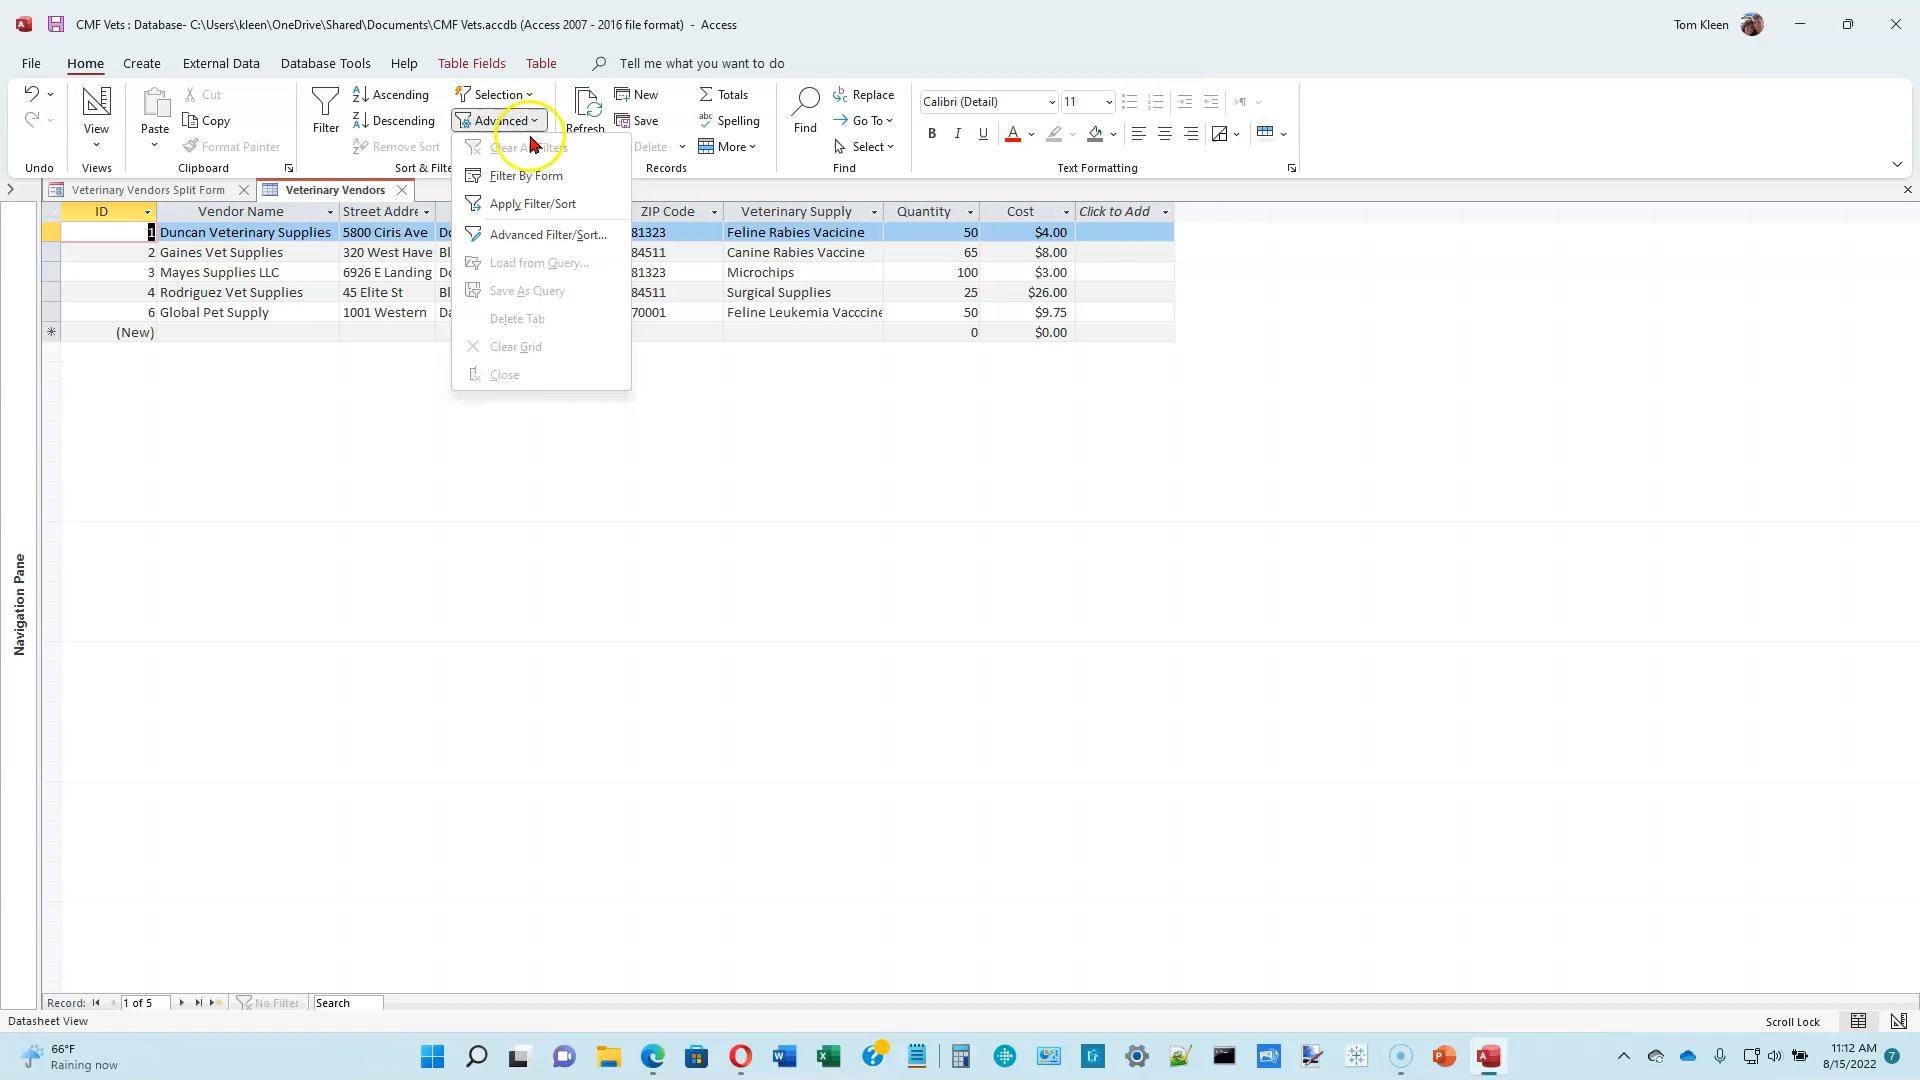 CMF Vets : Database- C:\Users\kleen\OneDrive\Shared\Documents\CMF Vets.accdb (Access 2007 - 2016 file format) - Access
Tom Kleen
File Home Create External Data Database Tools Help Table Fields Table Tell me what you want to do
Cut Ascending Selection New Totals Replace Calibri (Detail) 11
View Paste Copy Filter Descending Advanced Refresh Save Spelling Find Go To
Format Painter Remove Sort Delete More Select
Undo Views Clipboard Sort & Filte Records Find Text Formatting
Clear All Filters
Filter By Form
Apply Filter/Sort
Advanced Filter/Sort...
Load from Query...
Save As Query
Delete Tab
Clear Grid
Close
Veterinary Vendors Split Form Veterinary Vendors
ID Vendor Name Street Addre ZIP Code Veterinary Supply Quantity Cost Click to Add
1 Duncan Veterinary Supplies 5800 Ciris Ave Do 81323 Feline Rabies Vacicine 50 $4.00
2 Gaines Vet Supplies 320 West Have Bl 84511 Canine Rabies Vaccine 65 $8.00
3 Mayes Supplies LLC 6926 E Landing Do 81323 Microchips 100 $3.00
4 Rodriguez Vet Supplies 45 Elite St Bl 84511 Surgical Supplies 25 $26.00
6 Global Pet Supply 1001 Western Da 70001 Feline Leukemia Vacccine 50 $9.75
(New) 0 $0.00
Navigation Pane
Record: 1 of 5 No Filter Search
Datasheet View Scroll Lock
66°F
Raining now
11:12 AM
8/15/2022
7